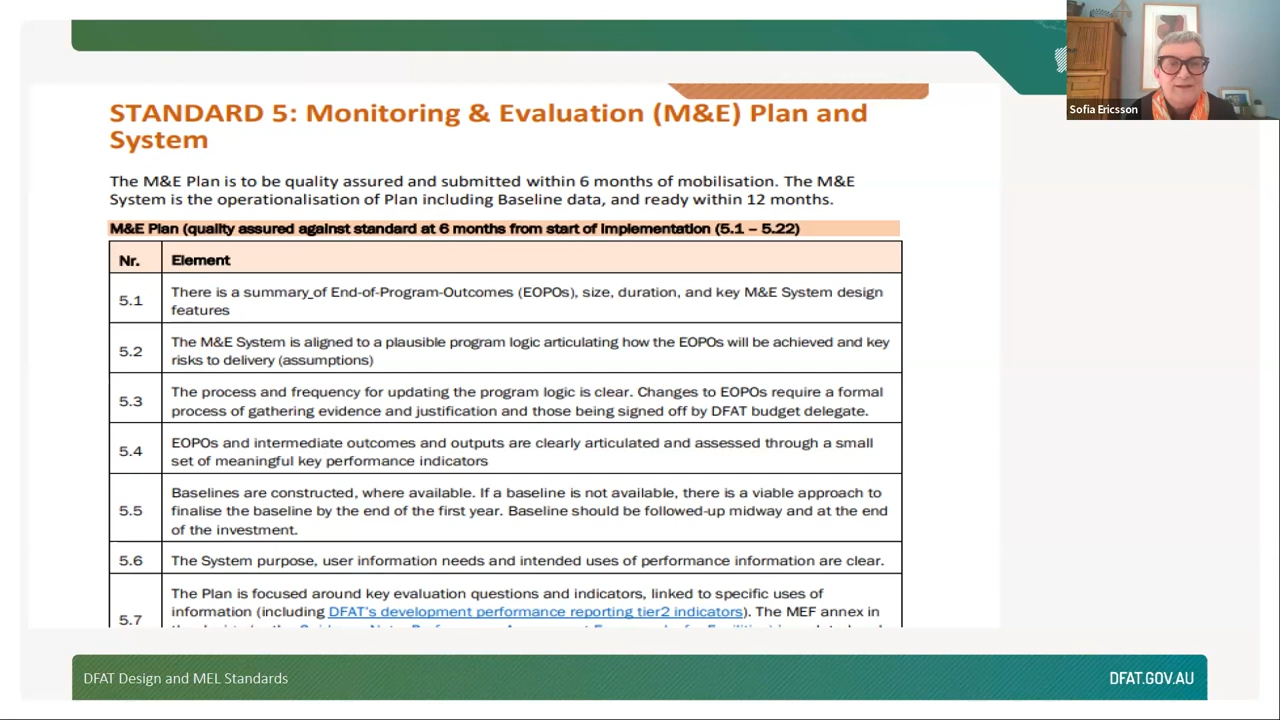 Sofia Ericsson
STANDARD 5: Monitoring & Evaluation (M&E) Plan and
System
The M&E Plan is to be quality assured and submitted within 6 months of mobilisation. The M&E
System is the operationalisation of Plan including Baseline data, and ready within 12 months.
M&E Plan (quality assured against standard at 6 months from start of Implementation (5.1 – 5.22)
Nr. Element
5.1 There is a summary of End-of-Program-Outcomes (EOPOs), size, duration, and key M&E System design
features
5.2 The M&E System is aligned to a plausible program logic articulating how the EOPOs will be achieved and key
risks to delivery (assumptions)
5.3 The process and frequency for updating the program logic is clear. Changes to EOPOs require a formal
process of gathering evidence and justification and those being signed off by DFAT budget delegate.
5.4 EOPOs and intermediate outcomes and outputs are clearly articulated and assessed through a small
set of meaningful key performance indicators
5.5 Baselines are constructed, where available. If a baseline is not available, there is a viable approach to
finalise the baseline by the end of the first year. Baseline should be followed-up midway and at the end
of the investment.
5.6 The System purpose, user information needs and intended uses of performance information are clear.
5.7 The Plan is focused around key evaluation questions and indicators, linked to specific uses of
information (including DFAT's development performance reporting tier2 indicators). The MEF annex in
DFAT Design and MEL Standards
DFAT.GOV.AU